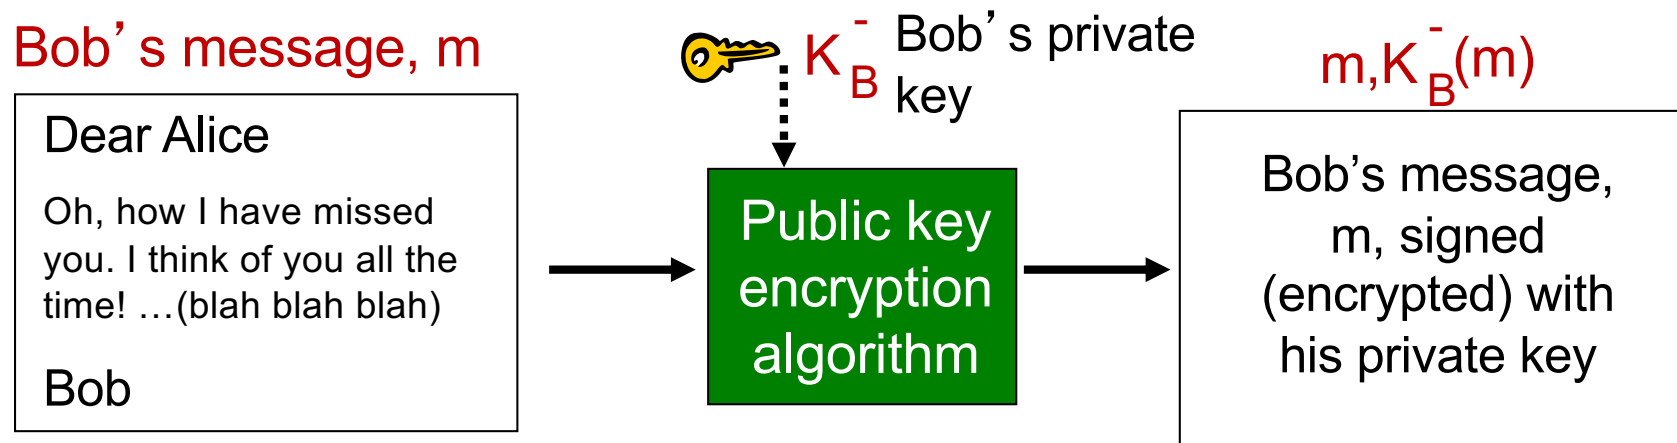 Bob’s message, m
Dear Alice
Oh, how I have missed
you. I think of you all the
time! …(blah blah blah)
Bob
K
-
B
Bob’s private
key
Public key
encryption
algorithm
m,K
-
B
(m)
Bob’s message,
m, signed
(encrypted) with
his private key